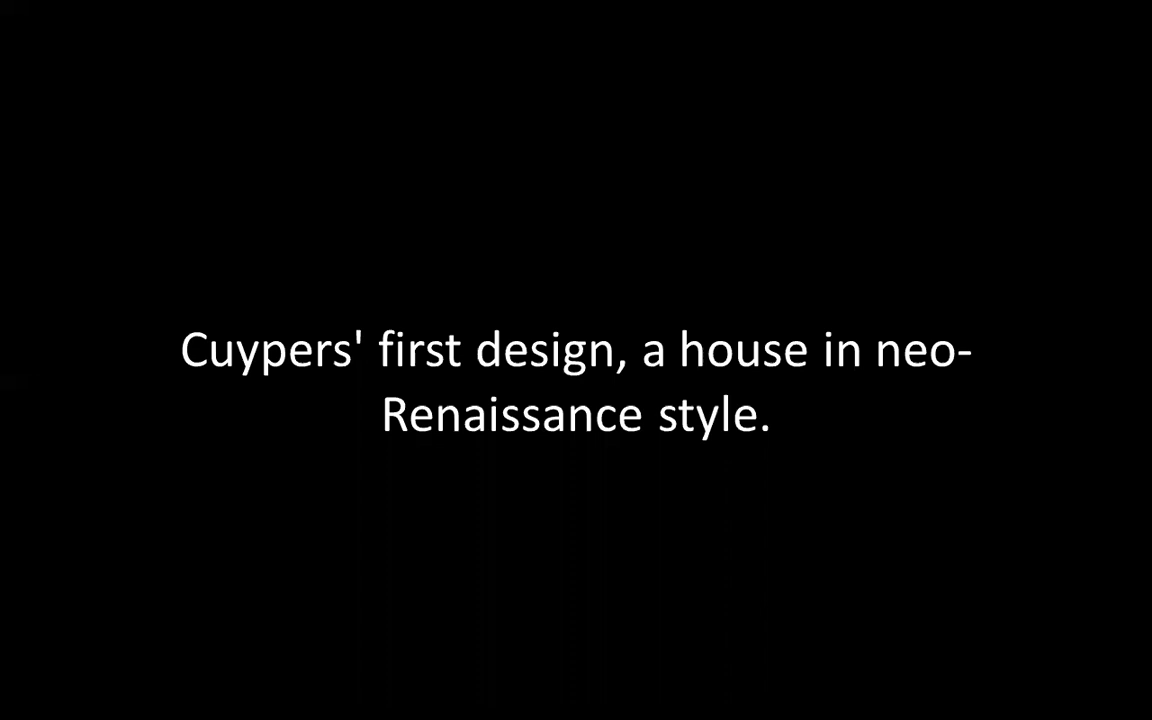 Cuypers' first design, a house in neo-
Renaissance style.